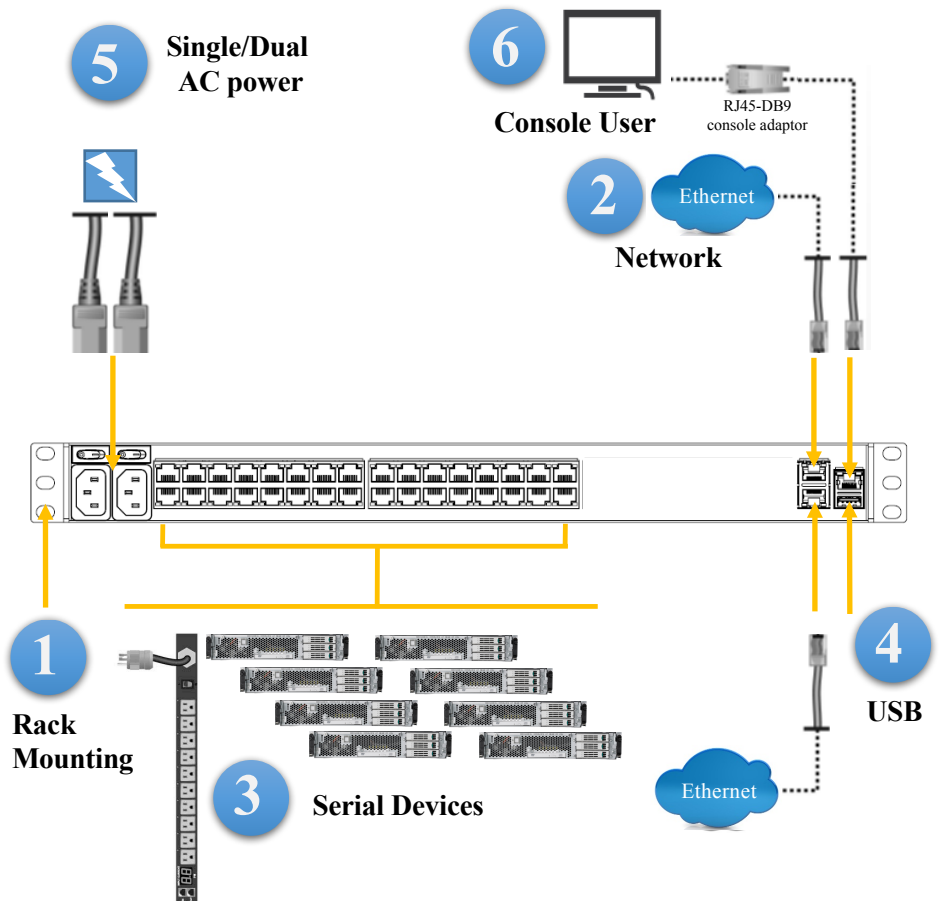 5
Single/Dual
AC power
6
Console User
RJ45-DB9
console adaptor
2
Ethernet
Network
1
Rack
Mounting
3
Serial Devices
4
USB
Ethernet